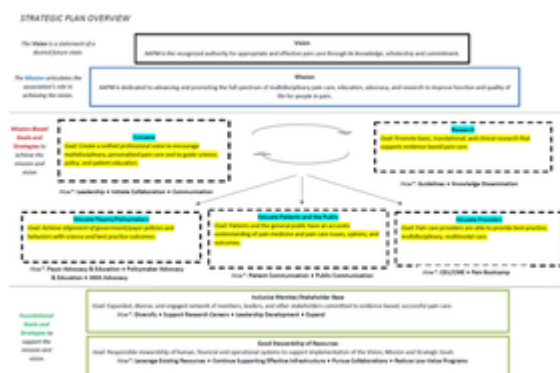 STRATEGIC PLAN OVERVIEW
The Vision is a statement of a
desired future state.
Vision
AAPM is the recognized authority for appropriate and effective pain care through its knowledge, scholarship and commitment.
The Mission articulates the
association's role in
achieving the vision.
Mission
AAPM is dedicated to advancing and promoting the full spectrum of multidisciplinary pain care, education, advocacy, and research to improve function and quality of
life for people in pain.
Mission-Based
Goals and
Strategies to
achieve the
mission and
vision
Convene
Goal: Create a unified professional voice to encourage
multidisciplinary, personalized pain care and to guide science,
policy, and patient education.
How*: Leadership • Initiate Collaboration • Communication
Research
Goal: Promote basic, translational, and clinical research that
supports evidence-based pain care.
How*: Guidelines • Knowledge Dissemination
Educate Payers/Policymakers
Goal: Achieve alignment of government/payer policies and
behaviors with science and best practice outcomes.
How*: Payer Advocacy & Education • Policymaker Advocacy
& Education •
Advocacy
Educate Patients and the Public
Goal: Patients and the general public have an accurate
understanding of pain medicine and pain care issues, options, and
outcomes.
How*: Patient Communication • Public Communication
Educate Providers
Goal: Pain care providers are able to provide best-practice,
multidisciplinary, multimodal care.
How*: CEU/CME • Pain Bootcamp
Foundational
Goals and
Strategies to
support the
mission and
vision
Inclusive Member/Stakeholder Base
Goal: Expanded, diverse, and engaged network of members, leaders, and other stakeholders committed to evidence-based, successful pain care.
How*: Diversify • Support Research Careers • Leadership Development • Expand
Good Stewardship of Resources
Goal: Responsible stewardship of human, financial and operational systems to support implementation of the Vision, Mission and Strategic Goals
How*: Leverage Existing Resources • Continue Supporting Effective Infrastructure • Pursue Collaborations • Reduce Low-Value Programs